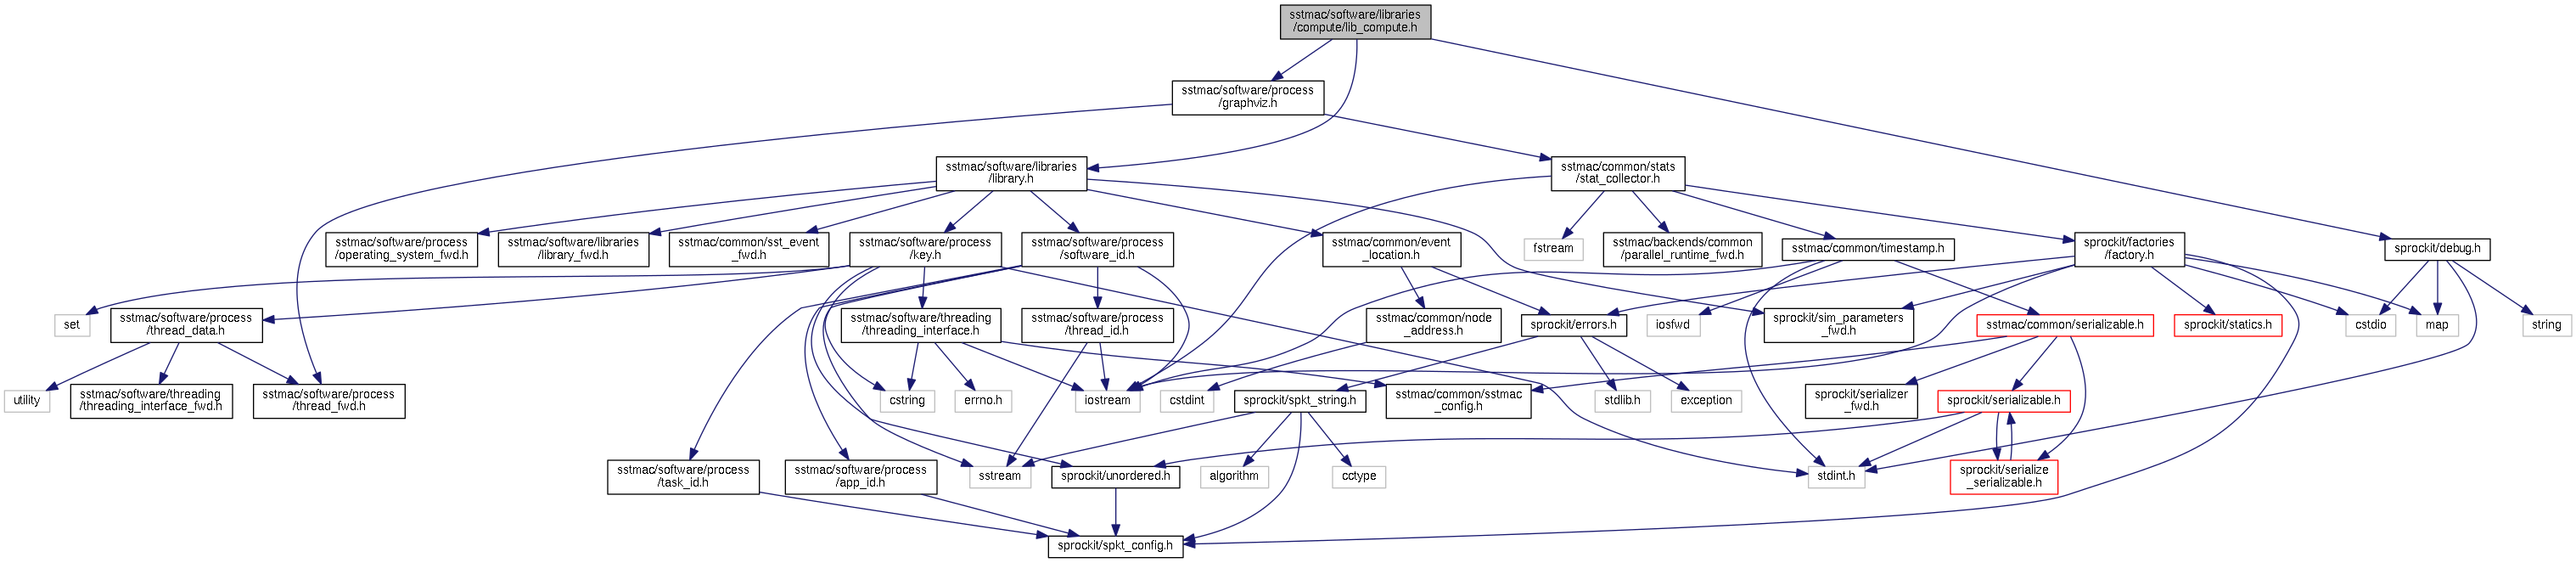 sstmac/software/libraries
/compute/lib_compute.h
sstmac/software/process
/graphviz.h
sstmac/software/libraries
/library.h
sstmac/common/stats
/stat_collector.h
sstmac/software/process
/operating_system_fwd.h
sstmac/software/libraries
/library_fwd.h
sstmac/common/sst_event
_fwd.h
sstmac/software/process
/key.h
sstmac/software/process
/software_id.h
sstmac/common/event
_location.h
fstream
sstmac/backends/common
/parallel_runtime_fwd.h
sstmac/common/timestamp.h
sprockit/factories
/factory.h
sprockit/debug.h
set
sstmac/software/process
/thread_data.h
sstmac/software/threading
/threading_interface.h
sstmac/software/process
/thread_id.h
sstmac/common/node
_address.h
sprockit/errors.h
iosfwd
sprockit/sim_parameters
_fwd.h
sstmac/common/serializable.h
sprockit/statics.h
cstdio
map
string
utility
sstmac/software/threading
/threading_interface_fwd.h
sstmac/software/process
/thread_fwd.h
cstring
errno.h
iostream
cstdint
sprockit/spkt_string.h
sstmac/common/sstmac
_config.h
stdlib.h
exception
sprockit/serializer
_fwd.h
sprockit/serializable.h
sstmac/software/process
/task_id.h
sstmac/software/process
/app_id.h
sstream
sprockit/unordered.h
algorithm
cctype
stdint.h
sprockit/serialize
_serializable.h
sprockit/spkt_config.h